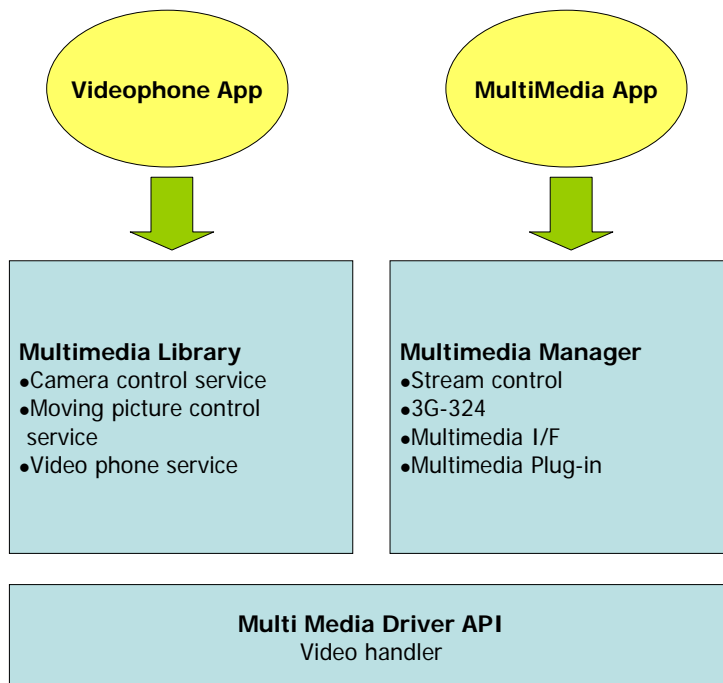 Videophone App
MultiMedia App
Multimedia Library
●Camera control service
●Moving picture control
service
●Video phone service
Multimedia Manager
●Stream control
●3G-324
●Multimedia I/F
●Multimedia Plug-in
Multi Media Driver API
Video handler